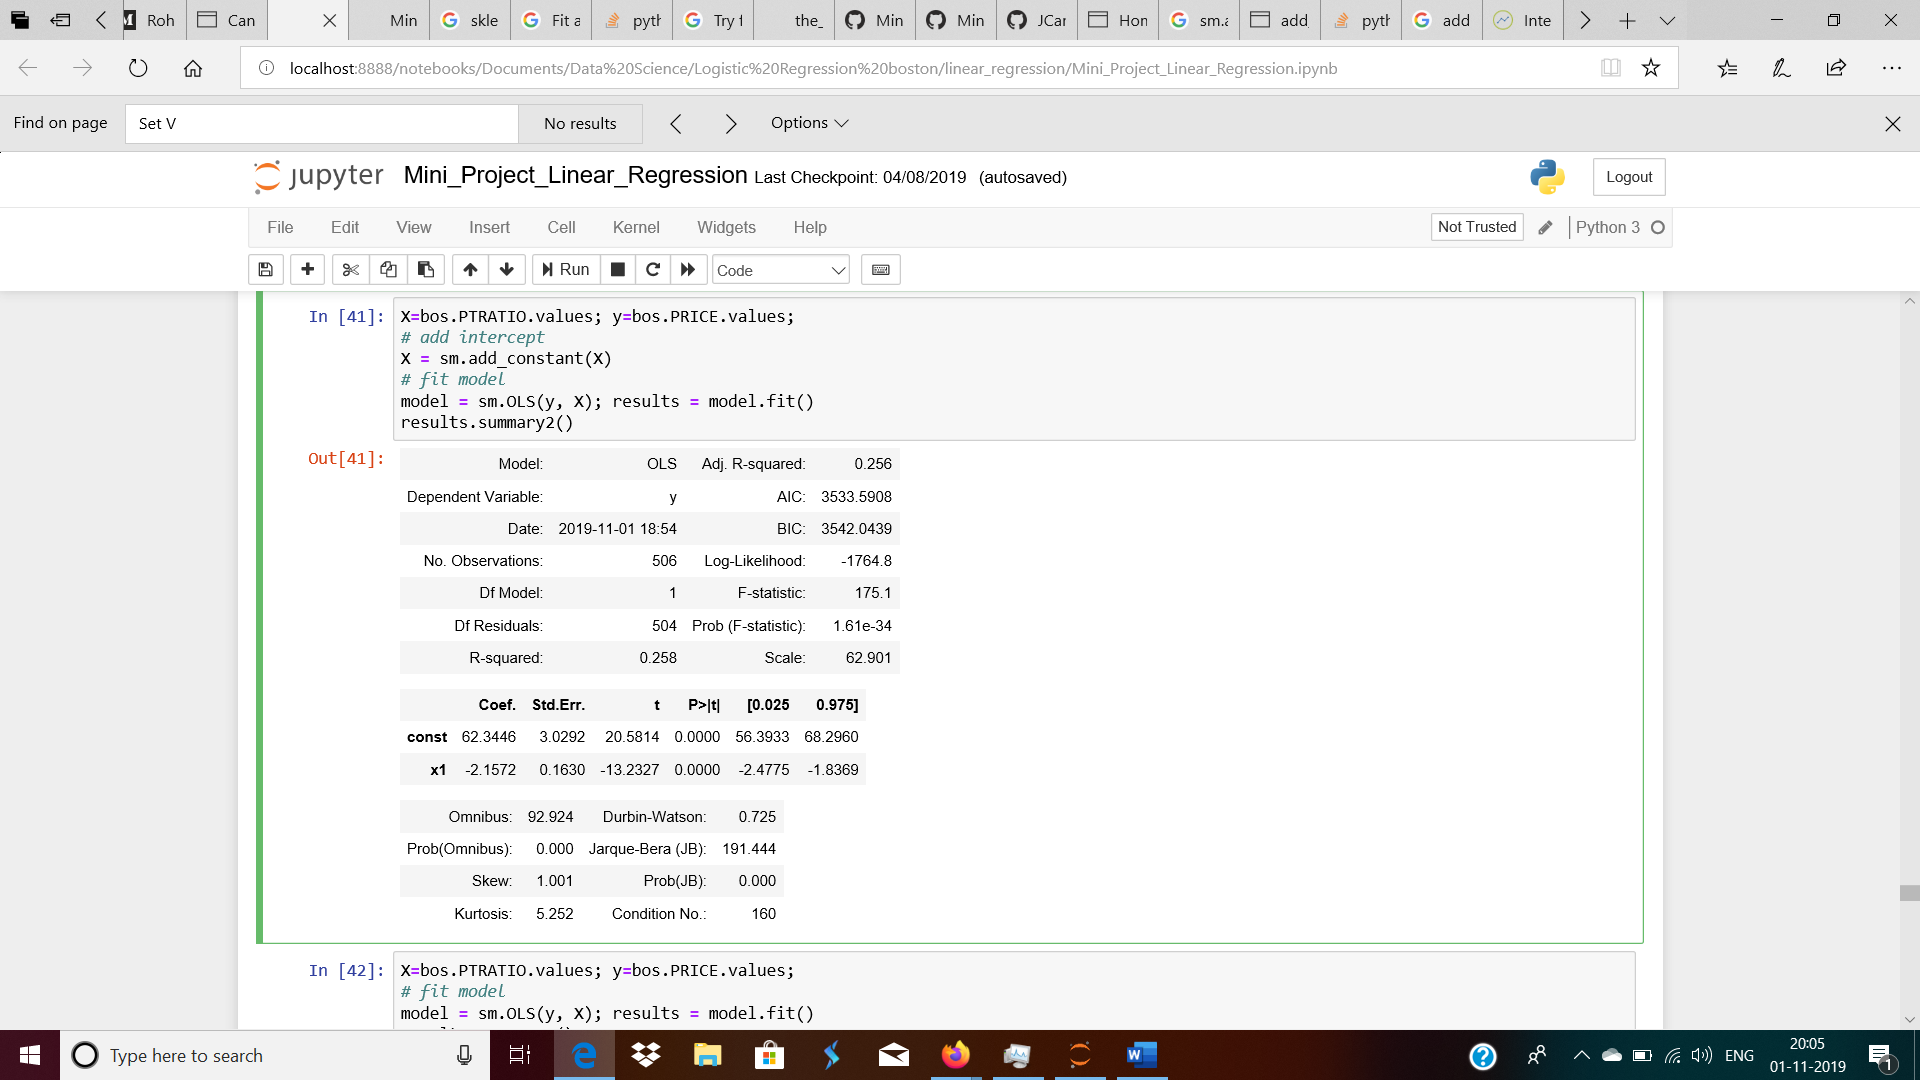 Roh
Can
Min
skle
Fit a
pyth
Try f
the_
Min
Min
JCar
Hon
sm.a
add
pyth
add
Inte
localhost:8888/notebooks/Documents/Data%20Science/Logistic%20Regression%20boston/linear_regression/Mini_Project_Linear_Regression.ipynb
Find on page Set V No results Options
jupyter Mini_Project_Linear_Regression Last Checkpoint: 04/08/2019 (autosaved) Logout
File Edit View Insert Cell Kernel Widgets Help Not Trusted Python 3
Run Code
In [41]: X=bos.PTRATIO.values; y=bos.PRICE.values;
# add intercept
X = sm.add_constant(X)
# fit model
model = sm.OLS(y, X); results = model.fit()
results.summary2()
Out[41]: Model: OLS Adj. R-squared: 0.256
Dependent Variable: y AIC: 3533.5908
Date: 2019-11-01 18:54 BIC: 3542.0439
No. Observations: 506 Log-Likelihood: -1764.8
Df Model: 1 F-statistic: 175.1
Df Residuals: 504 Prob (F-statistic): 1.61e-34
R-squared: 0.258 Scale: 62.901
Coef. Std.Err. t P>|t| [0.025 0.975]
const 62.3446 3.0292 20.5814 0.0000 56.3933 68.2960
x1 -2.1572 0.1630 -13.2327 0.0000 -2.4775 -1.8369
Omnibus: 92.924 Durbin-Watson: 0.725
Prob(Omnibus): 0.000 Jarque-Bera (JB): 191.444
Skew: 1.001 Prob(JB): 0.000
Kurtosis: 5.252 Condition No.: 160
In [42]: X=bos.PTRATIO.values; y=bos.PRICE.values;
# fit model
model = sm.OLS(y, X); results = model.fit()
Type here to search
ENG
20:05
01-11-2019
1